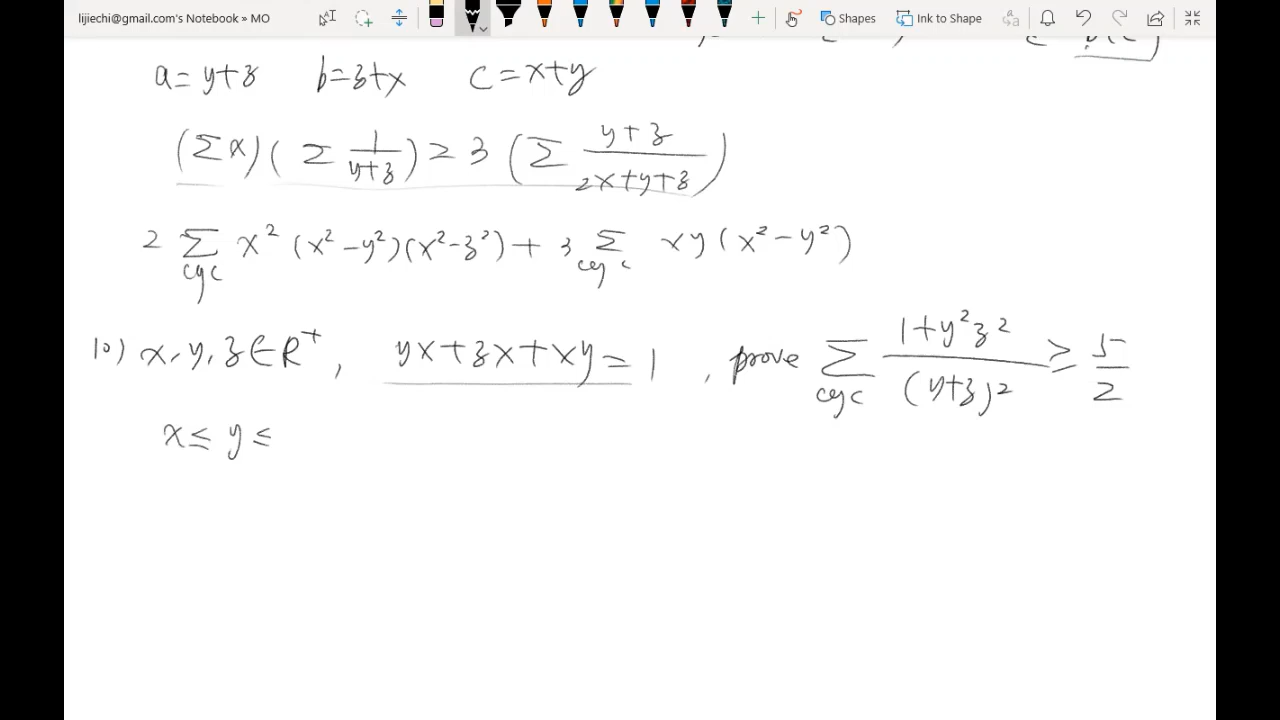 lijiechi@gmail.com's Notebook » MO Shapes Ink to Shape
a = y+z b = z+x c = x+y
(Σx)(Σ 1/(y+z)) ≥ 3(Σ (y+z)/(2x+y+z))
2 Σ_cyc x²(x²-y²)(x²-z²) + 3 Σ_cyc xy(x²-y²)
10) x, y, z ∈ R⁺, yx+zx+xy = 1, prove Σ_cyc (1+y²z²)/(y+z)² ≥ 5/2
x ≤ y ≤